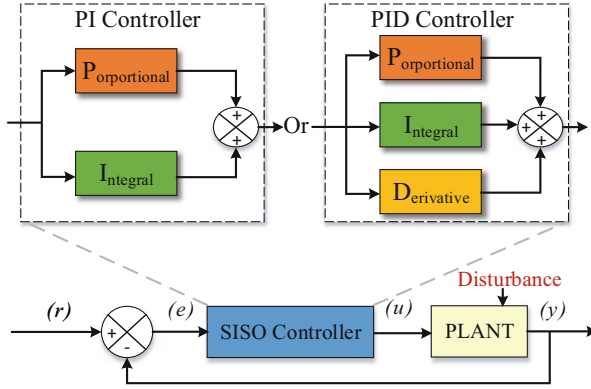 PI Controller
PID Controller
Porportional
Integral
+
+
Or
Porportional
Integral
Derivative
+
+
+
Disturbance
(r)
+
-
(e)
SISO Controller
(u)
PLANT
(y)